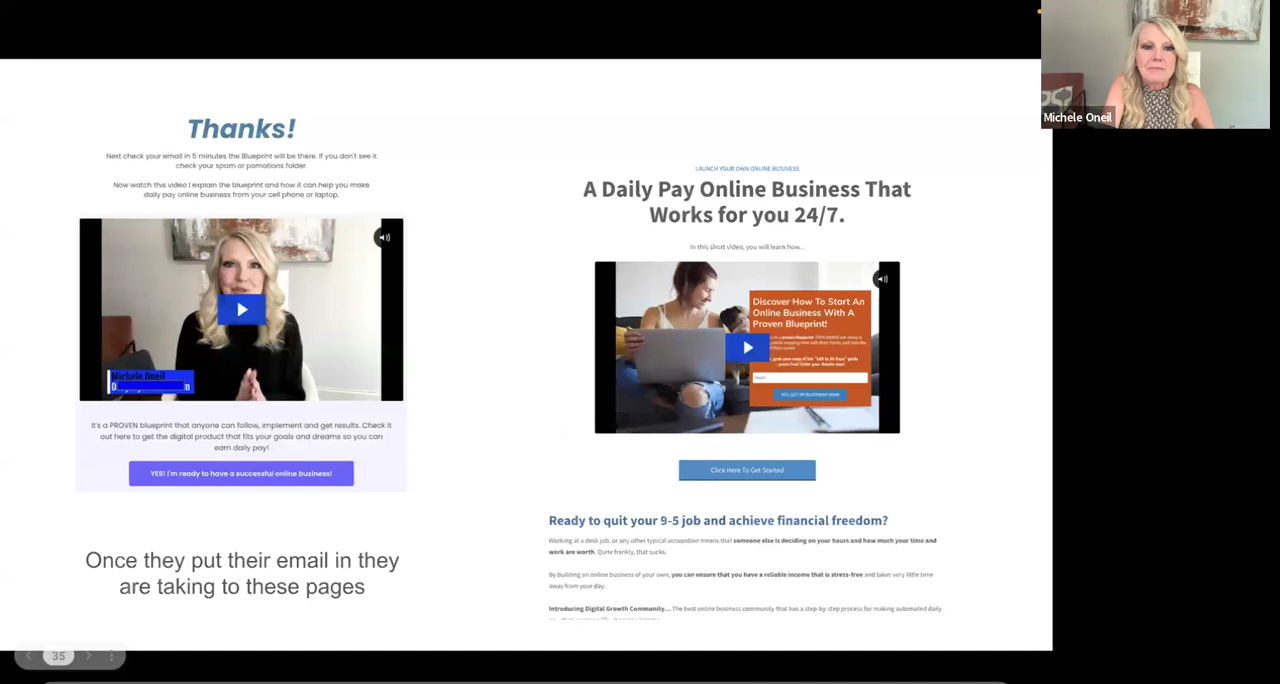 Michele Oneil
Thanks!
Next check your email in 5 minutes the Blueprint will be there. If you don't see it
check your spam or pomotions folder.
Now watch this video I explain the blueprint and how it can help you make
daily pay online business from your cell phone or laptop.
Michele Oneil
It's a PROVEN blueprint that anyone can follow, implement and get results. Check it
out here to get the digital product that fits your goals and dreams so you can
earn daily pay!
YES! I'm ready to have a successful online business!
Once they put their email in they
are taking to these pages
LAUNCH YOUR OWN ONLINE BUSINESS
A Daily Pay Online Business That
Works for you 24/7.
In this short video, you will learn how...
Discover How To Start An
Online Business With A
Proven Blueprint!
YES, GET MY BLUEPRINT NOW!
Click Here To Get Started
Ready to quit your 9-5 job and achieve financial freedom?
Working at a desk job, or any other typical occupation means that someone else is deciding on your hours and how much your time and
work are worth. Quite frankly, that sucks.
By building an online business of your own, you can ensure that you have a reliable income that is stress-free and takes very little time
away from your day.
Introducing Digital Growth Community.... The best online business community that has a step-by-step process for making automated daily
35